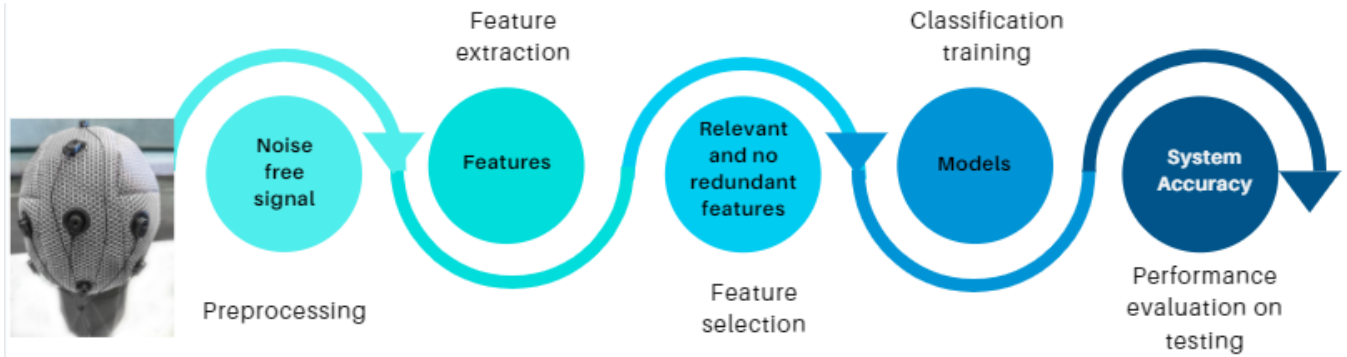 Feature
extraction
Classification
training
Noise
free
signal
Features
Relevant
and no
redundant
features
Models
System
Accuracy
Preprocessing
Feature
selection
Performance
evaluation on
testing